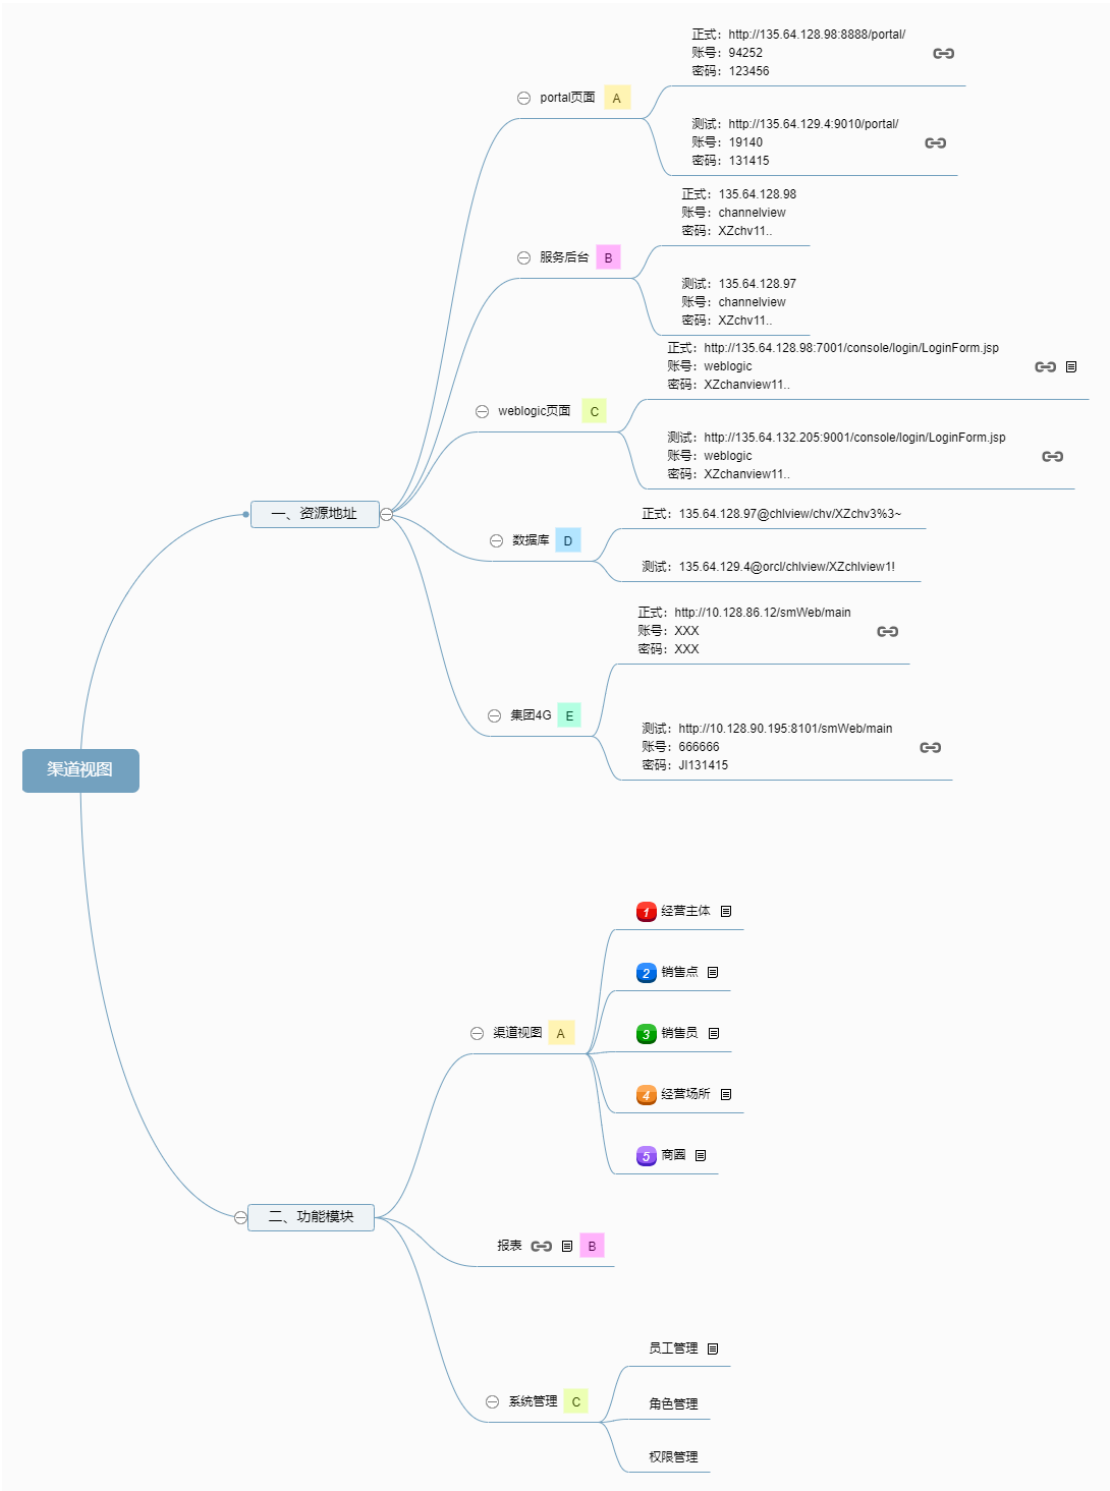 正式：http://135.64.128.98:8888/portal/
账号：94252
密码：123456
portal页面 A
测试：http://135.64.129.4:9010/portal/
账号：19140
密码：131415
正式：135.64.128.98
账号：channelview
密码：XZchv11..
服务后台 B
测试：135.64.128.97
账号：channelview
密码：XZchv11..
正式：http://135.64.128.98:7001/console/login/LoginForm.jsp
账号：weblogic
密码：XZchanview11..
weblogic页面 C
测试：http://135.64.132.205:9001/console/login/LoginForm.jsp
账号：weblogic
密码：XZchanview11..
一、资源地址
正式：135.64.128.97@chlview/chv/XZchv3%3~
数据库 D
测试：135.64.129.4@orcl/chlview/XZchlview1!
正式：http://10.128.86.12/smWeb/main
账号：XXX
密码：XXX
集团4G E
测试：http://10.128.90.195:8101/smWeb/main
账号：666666
密码：JI131415
渠道视图
1 经营主体
2 销售点
渠道视图 A
3 销售员
4 经营场所
5 商圈
二、功能模块
报表 B
员工管理
系统管理 C
角色管理
权限管理